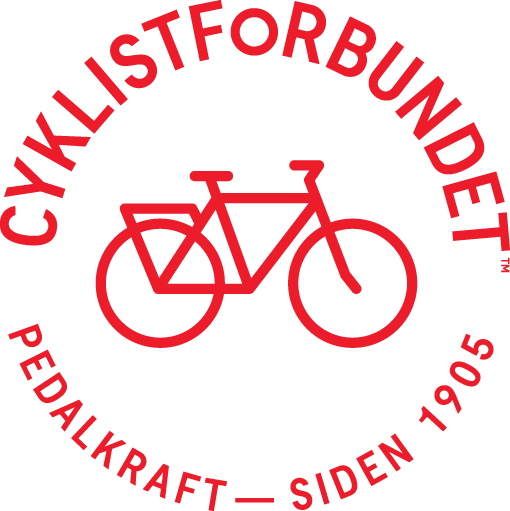 CYKLISTFORBUNDET™
PEDALKRAFT — SIDEN 1905